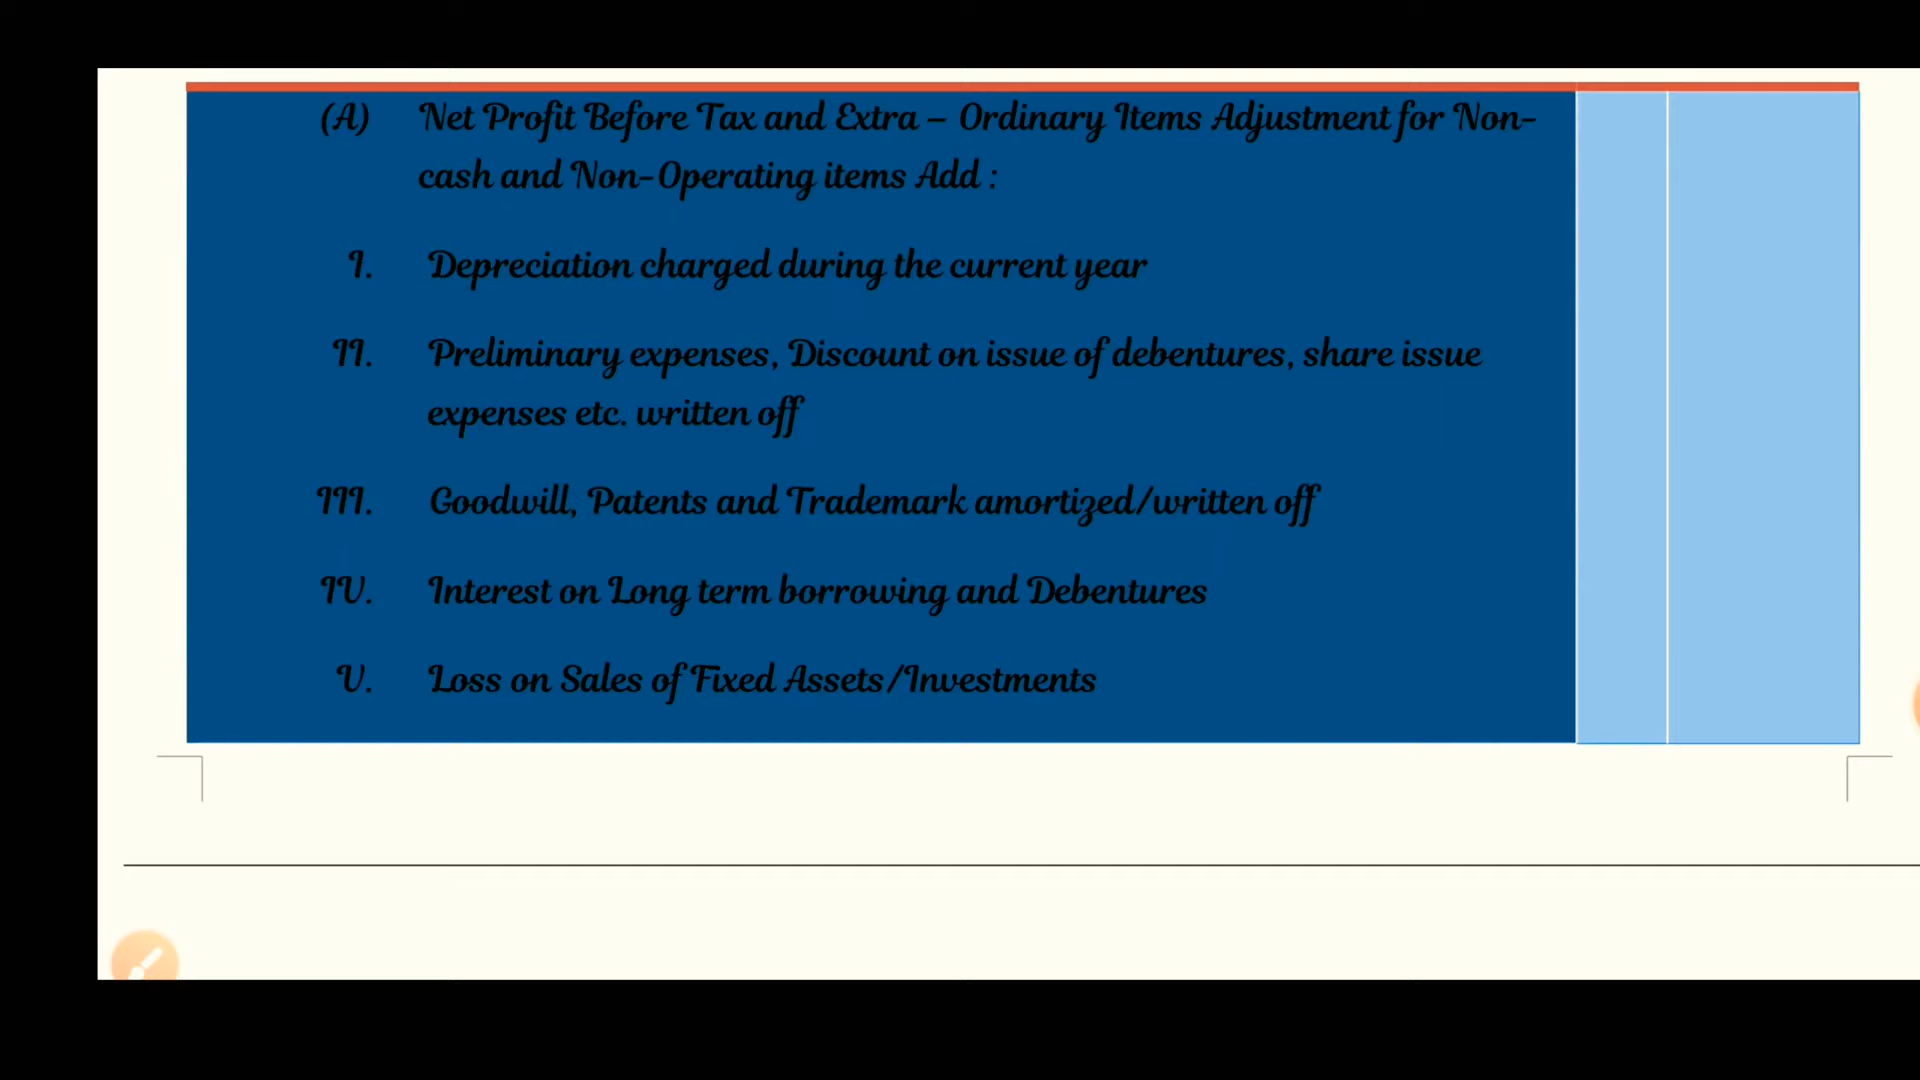 (A) Net Profit Before Tax and Extra – Ordinary Items Adjustment for Non-
cash and Non-Operating items Add :
I. Depreciation charged during the current year
II. Preliminary expenses, Discount on issue of debentures, share issue
expenses etc. written off
III. Goodwill, Patents and Trademark amortized/written off
IV. Interest on Long term borrowing and Debentures
V. Loss on Sales of Fixed Assets/Investments